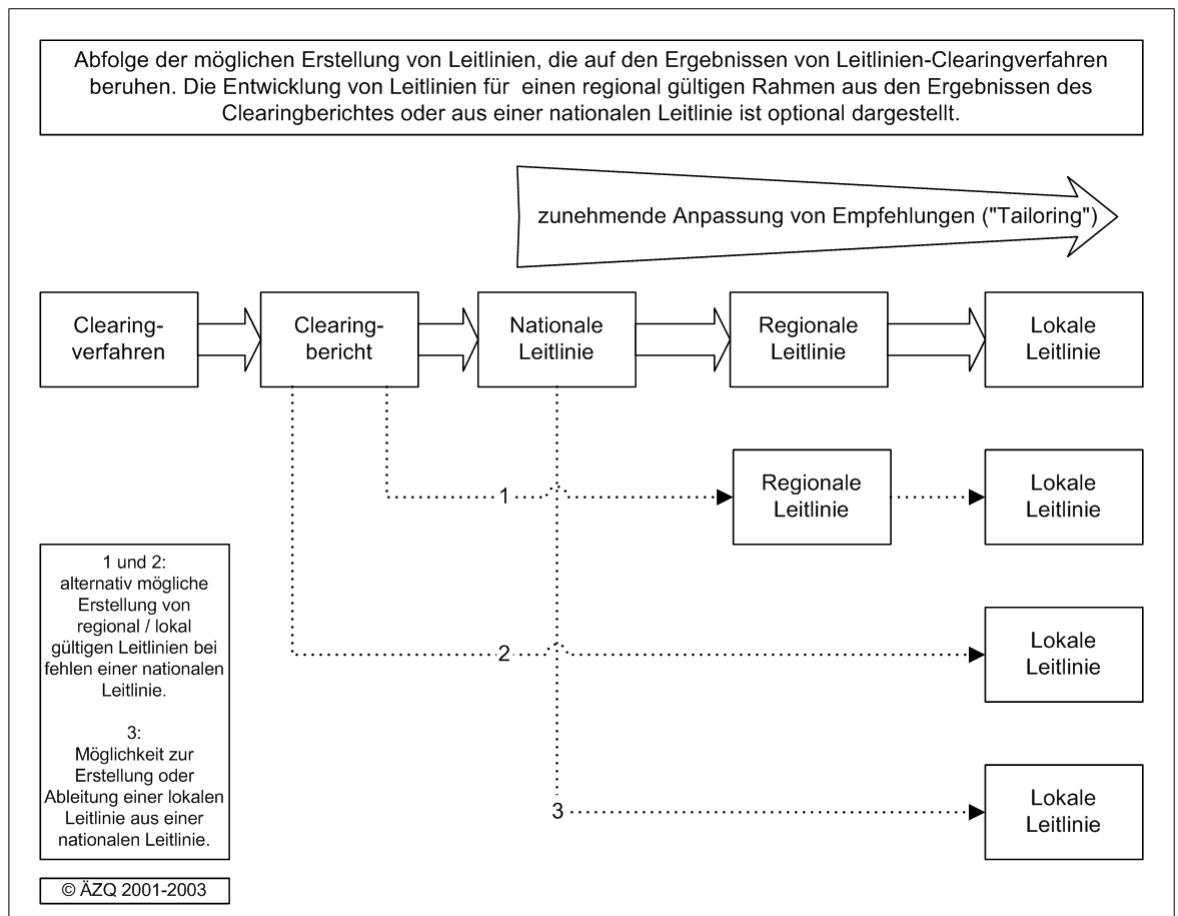 Abfolge der möglichen Erstellung von Leitlinien, die auf den Ergebnissen von Leitlinien-Clearingverfahren
beruhen. Die Entwicklung von Leitlinien für einen regional gültigen Rahmen aus den Ergebnissen des
Clearingberichtes oder aus einer nationalen Leitlinie ist optional dargestellt.
zunehmende Anpassung von Empfehlungen ("Tailoring")
Clearing-
verfahren
Clearing-
bericht
Nationale
Leitlinie
Regionale
Leitlinie
Lokale
Leitlinie
1
Regionale
Leitlinie
Lokale
Leitlinie
2
Lokale
Leitlinie
3
Lokale
Leitlinie
1 und 2:
alternativ mögliche
Erstellung von
regional / lokal
gültigen Leitlinien bei
fehlen einer nationalen
Leitlinie.
3:
Möglichkeit zur
Erstellung oder
Ableitung einer lokalen
Leitlinie aus einer
nationalen Leitlinie.
© ÄZQ 2001-2003